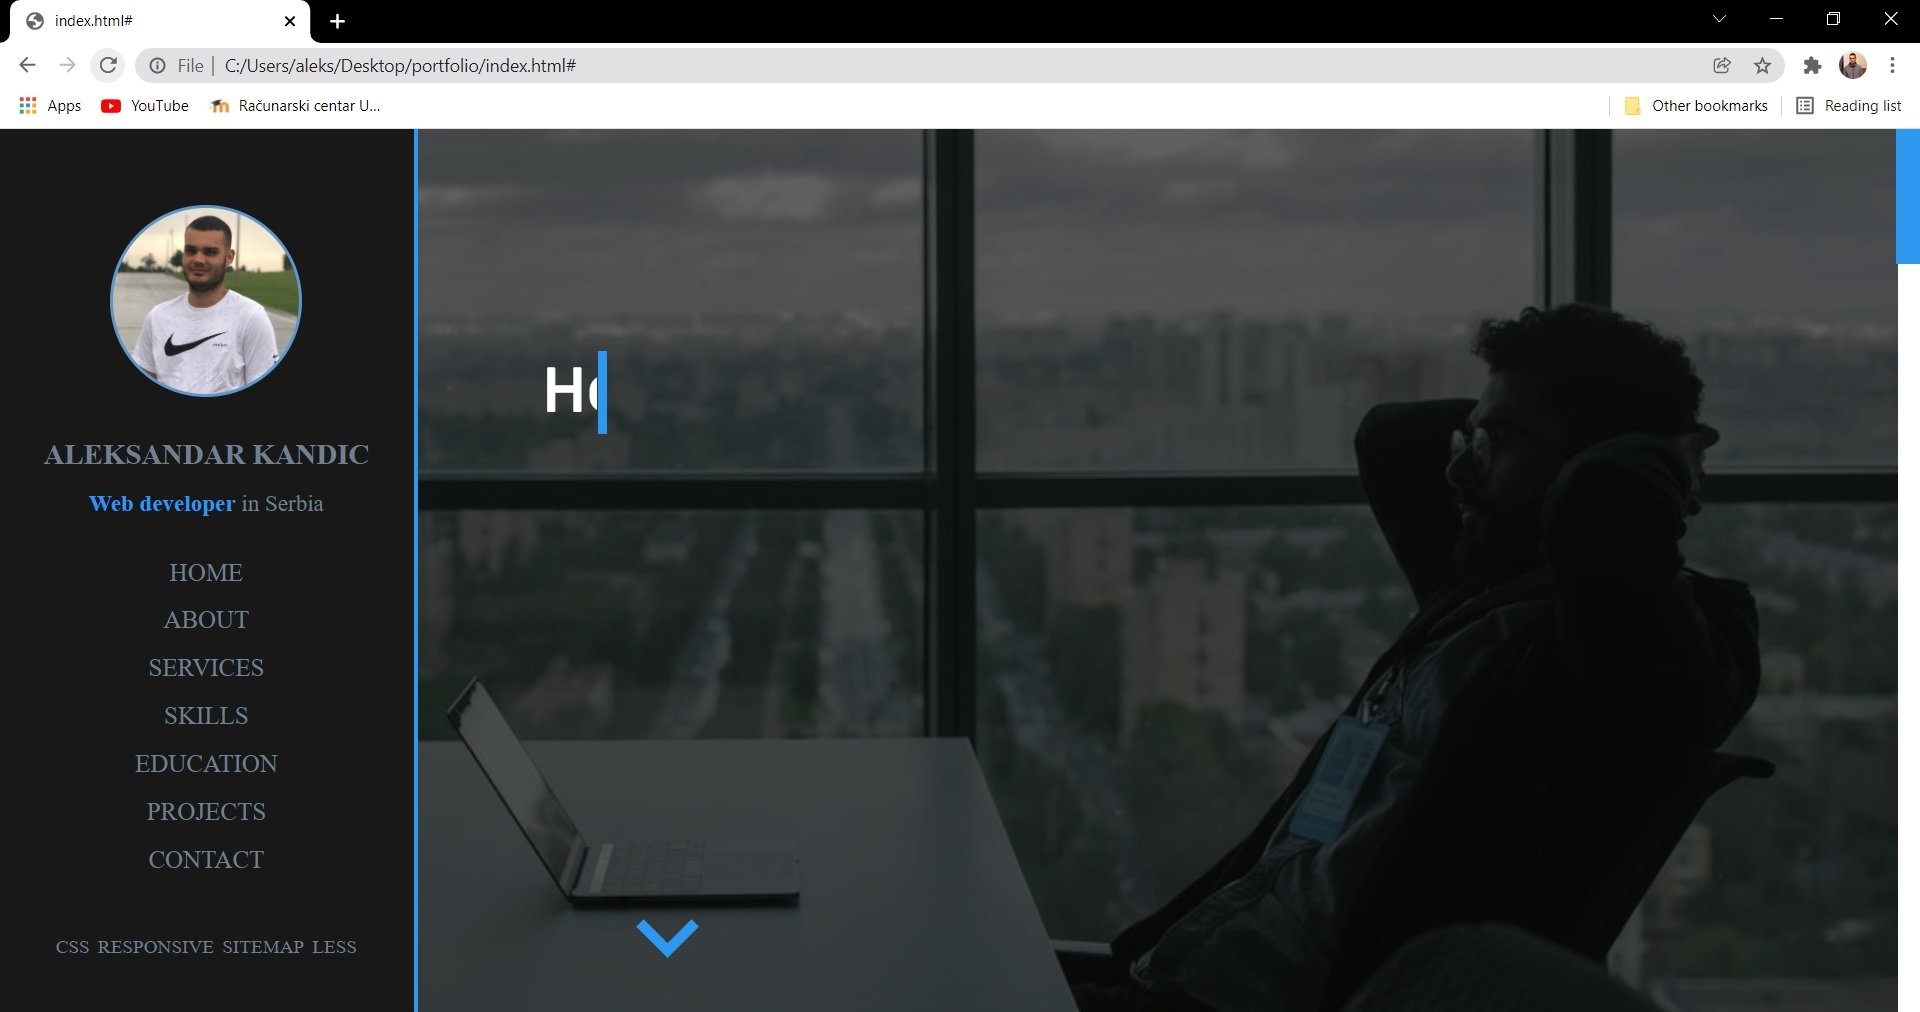 index.html#
File | C:/Users/aleks/Desktop/portfolio/index.html#
Apps YouTube Računarski centar U... Other bookmarks Reading list
ALEKSANDAR KANDIC
Web developer in Serbia
HOME
ABOUT
SERVICES
SKILLS
EDUCATION
PROJECTS
CONTACT
CSS RESPONSIVE SITEMAP LESS
H